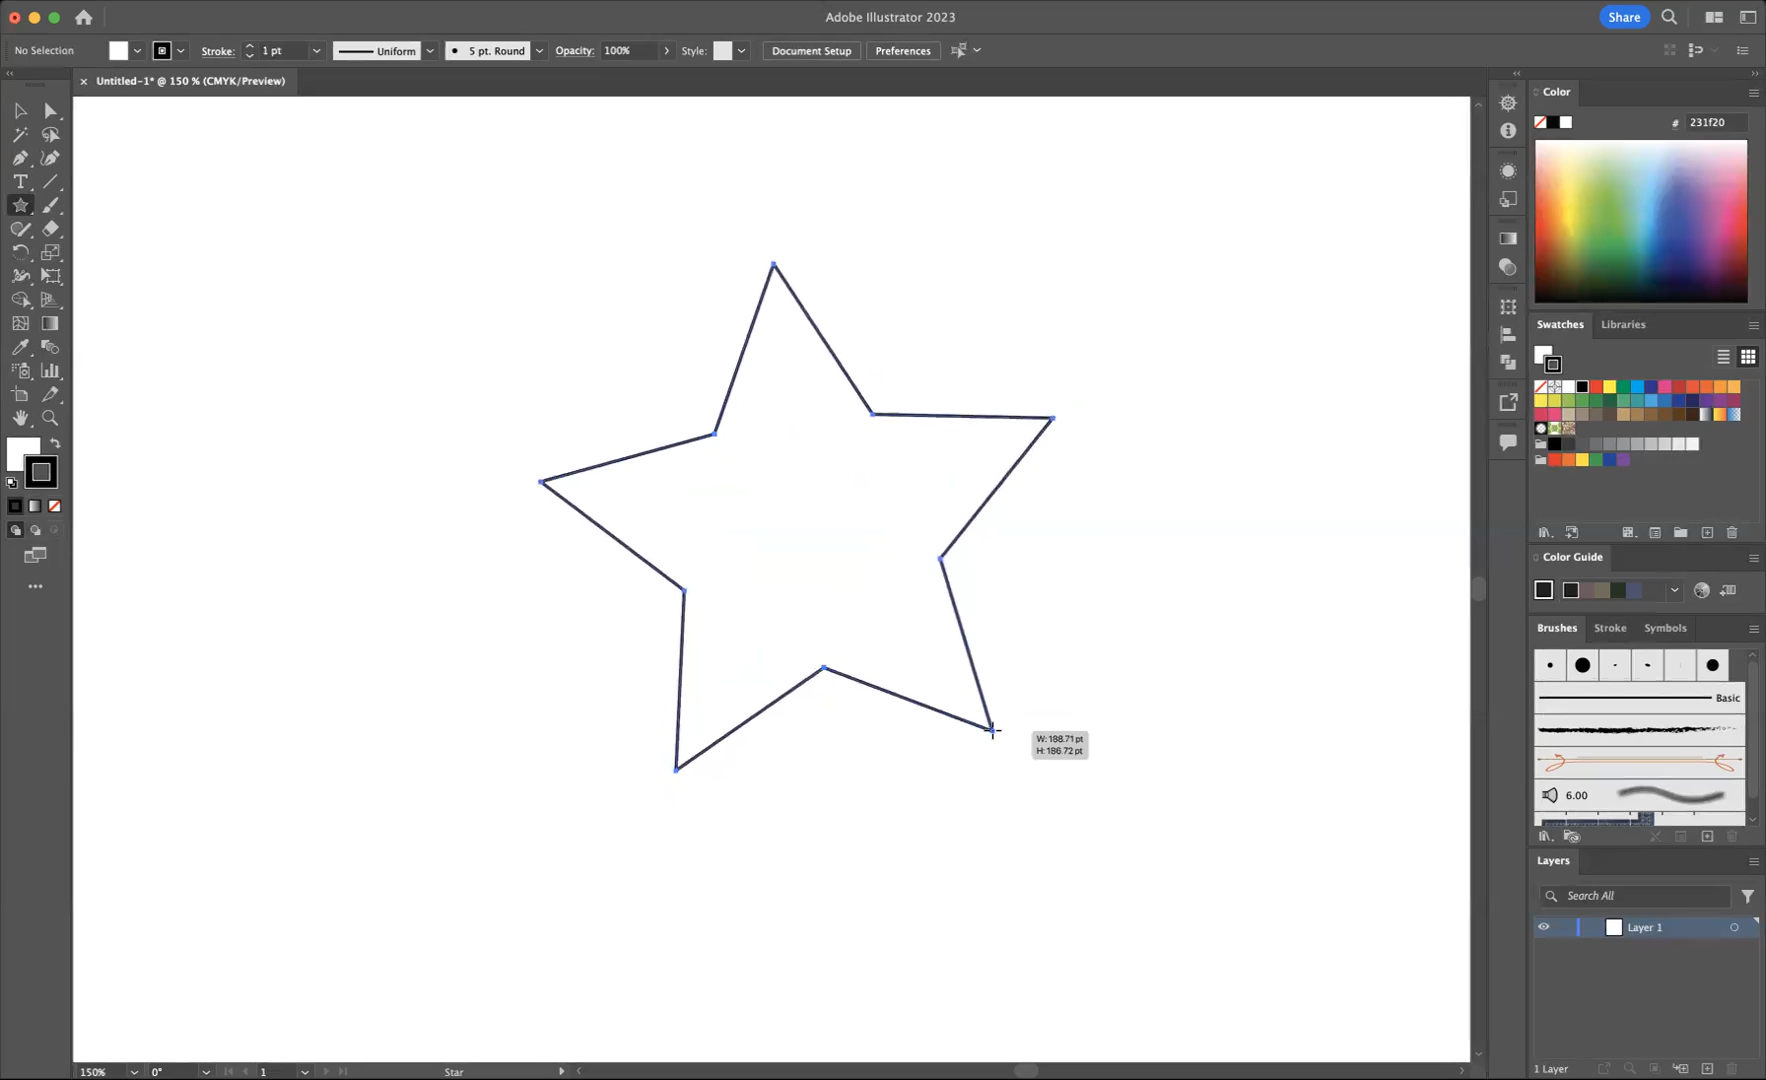 Adobe Illustrator 2023
Share
No Selection
Stroke:
1 pt
Uniform
5 pt. Round
Opacity:
100%
Style:
Document Setup
Preferences
Untitled-1* @ 150 % (CMYK/Preview)
Color
# 231f20
Swatches
Libraries
Color Guide
Brushes
Stroke
Symbols
Basic
6.00
W: 188.71 pt
H: 186.72 pt
Layers
Search All
Layer 1
150%
0°
1
Star
1 Layer